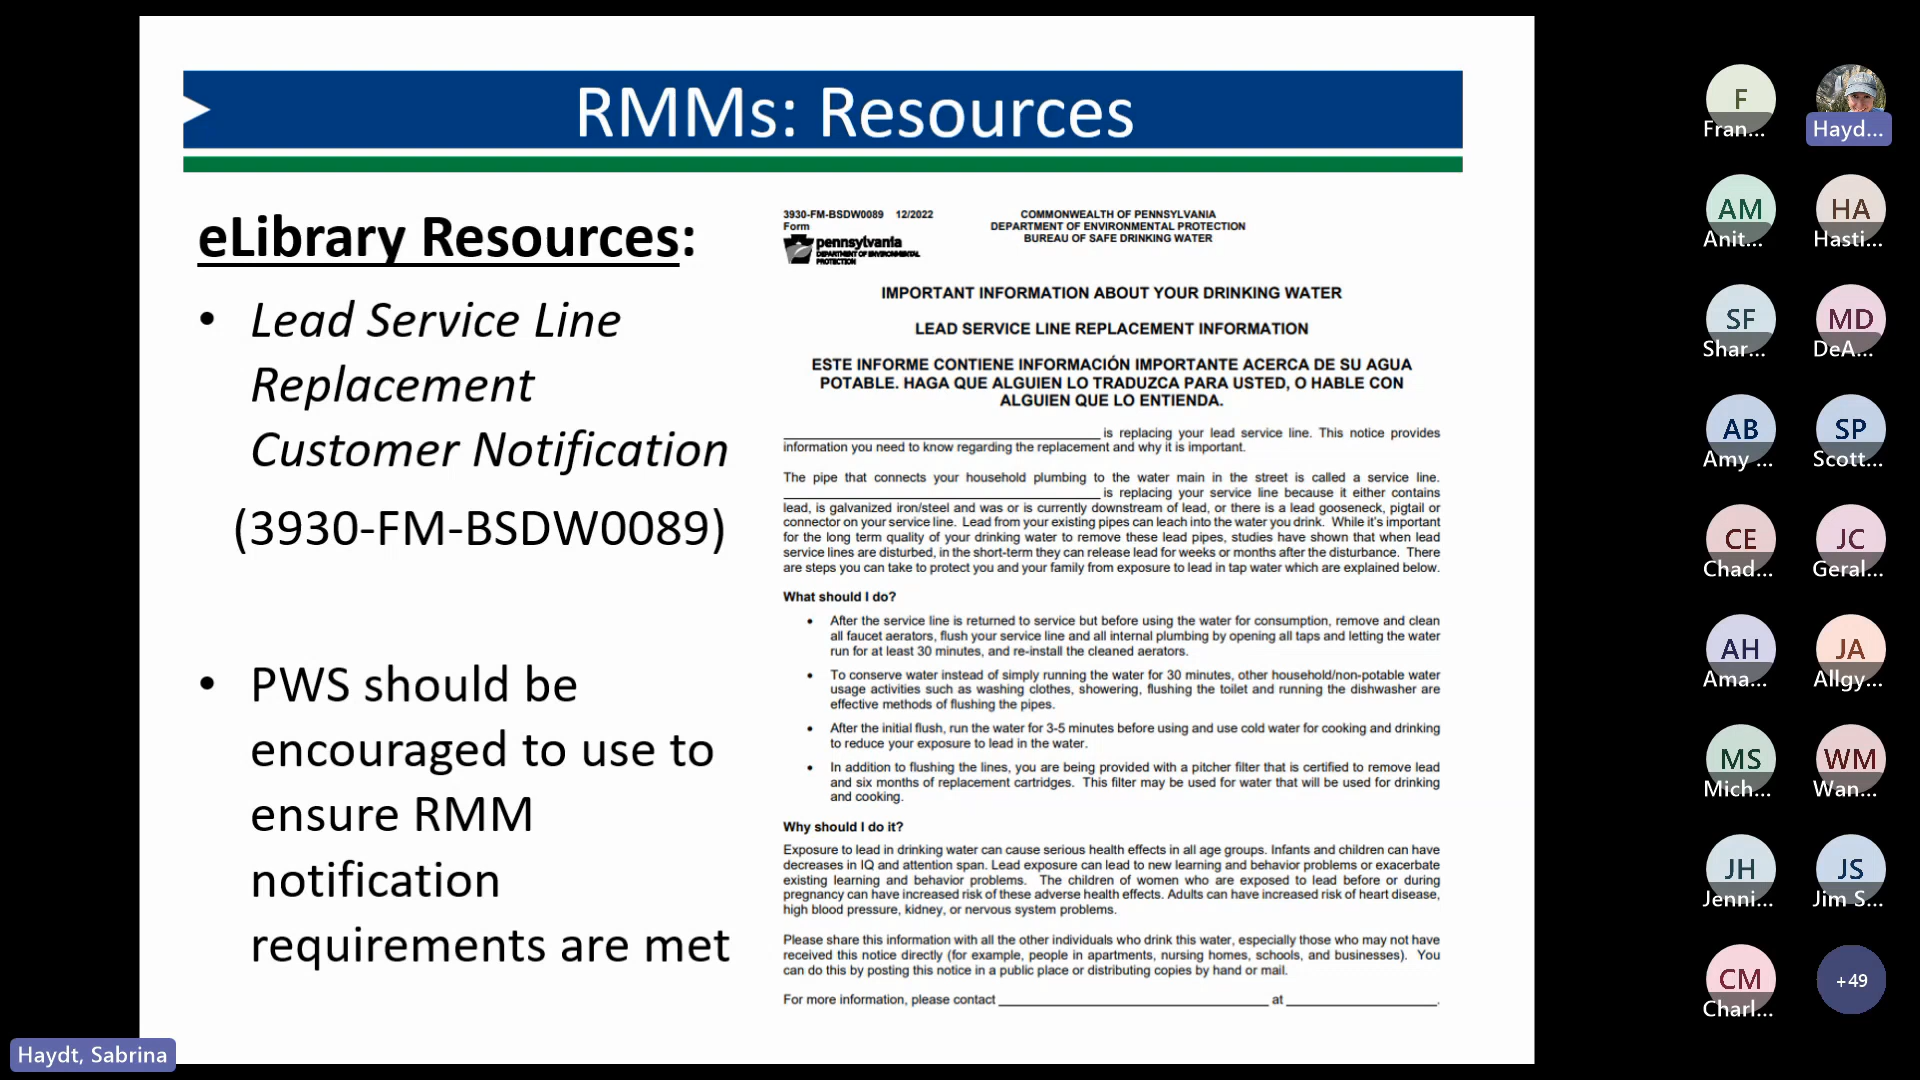 RMMs: Resources
eLibrary Resources:
• Lead Service Line
Replacement
Customer Notification
(3930-FM-BSDW0089)
• PWS should be
encouraged to use to
ensure RMM
notification
requirements are met
3930-FM-BSDW0089 12/2022
Form
pennsylvania
DEPARTMENT OF ENVIRONMENTAL
PROTECTION
COMMONWEALTH OF PENNSYLVANIA
DEPARTMENT OF ENVIRONMENTAL PROTECTION
BUREAU OF SAFE DRINKING WATER
IMPORTANT INFORMATION ABOUT YOUR DRINKING WATER
LEAD SERVICE LINE REPLACEMENT INFORMATION
ESTE INFORME CONTIENE INFORMACIÓN IMPORTANTE ACERCA DE SU AGUA
POTABLE. HAGA QUE ALGUIEN LO TRADUZCA PARA USTED, O HABLE CON
ALGUIEN QUE LO ENTIENDA.
is replacing your lead service line. This notice provides
information you need to know regarding the replacement and why it is important.
The pipe that connects your household plumbing to the water main in the street is called a service line.
is replacing your service line because it either contains
lead, is galvanized iron/steel and was or is currently downstream of lead, or there is a lead gooseneck, pigtail or
connector on your service line. Lead from your existing pipes can leach into the water you drink. While it's important
for the long term quality of your drinking water to remove these lead pipes, studies have shown that when lead
service lines are disturbed, in the short-term they can release lead for weeks or months after the disturbance. There
are steps you can take to protect you and your family from exposure to lead in tap water which are explained below.
What should I do?
• After the service line is returned to service but before using the water for consumption, remove and clean
all faucet aerators, flush your service line and all internal plumbing by opening all taps and letting the water
run for at least 30 minutes, and re-install the cleaned aerators.
• To conserve water instead of simply running the water for 30 minutes, other household/non-potable water
usage activities such as washing clothes, showering, flushing the toilet and running the dishwasher are
effective methods of flushing the pipes.
• After the initial flush, run the water for 3-5 minutes before using and use cold water for cooking and drinking
to reduce your exposure to lead in the water.
• In addition to flushing the lines, you are being provided with a pitcher filter that is certified to remove lead
and six months of replacement cartridges. This filter may be used for water that will be used for drinking
and cooking.
Why should I do it?
Exposure to lead in drinking water can cause serious health effects in all age groups. Infants and children can have
decreases in IQ and attention span. Lead exposure can lead to new learning and behavior problems or exacerbate
existing learning and behavior problems. The children of women who are exposed to lead before or during
pregnancy can have increased risk of these adverse health effects. Adults can have increased risk of heart disease,
high blood pressure, kidney, or nervous system problems.
Please share this information with all the other individuals who drink this water, especially those who may not have
received this notice directly (for example, people in apartments, nursing homes, schools, and businesses). You
can do this by posting this notice in a public place or distributing copies by hand or mail.
For more information, please contact ______ at ______.
F
Fran...
Hayd...
AM
Anit...
HA
Hasti...
SF
Shar...
MD
DeA...
AB
Amy ...
SP
Scott...
CE
Chad...
JC
Geral...
AH
Ama...
JA
Allgy...
MS
Mich...
WM
Wan...
JH
Jenni...
JS
Jim S...
CM
Charl...
+49
Haydt, Sabrina